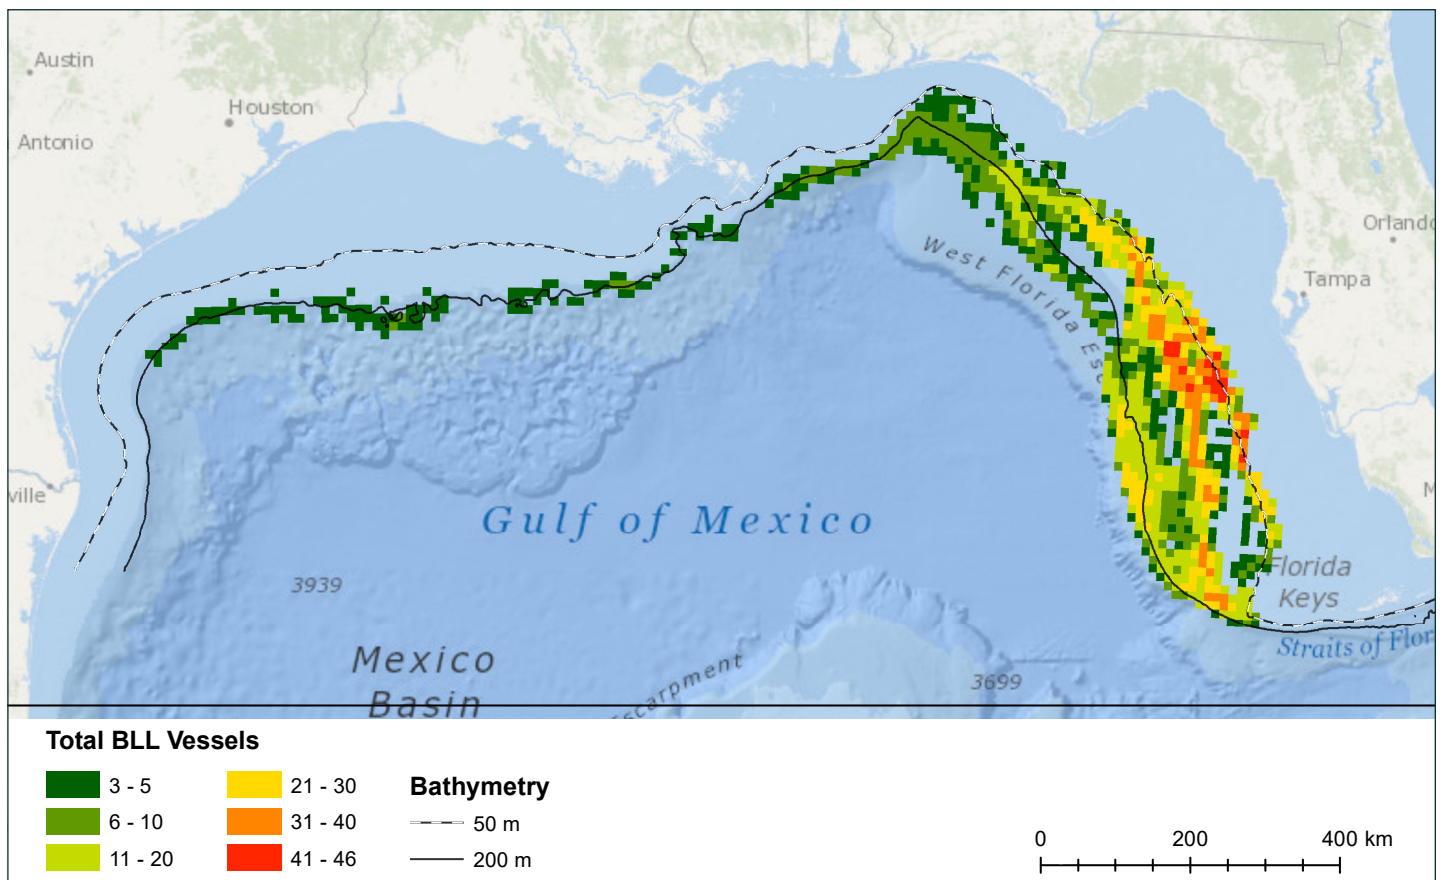 Austin
Houston
Antonio
Orlando
Tampa
West Florida Esc
ville
M
Gulf of Mexico
3939
Florida
Keys
Straits of Flor
Mexico
Basin
Escarpment
3699
Total BLL Vessels
3 - 5
21 - 30
Bathymetry
6 - 10
31 - 40
50 m
11 - 20
41 - 46
200 m
0 200 400 km